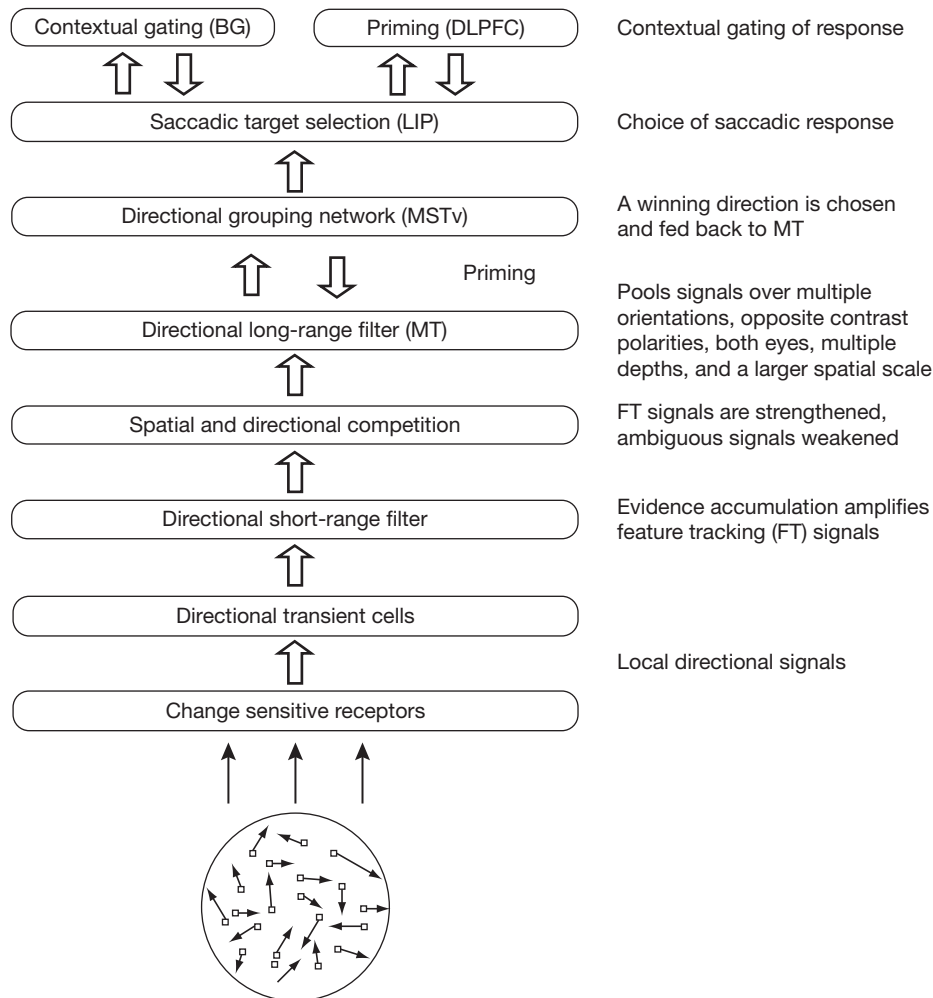 Contextual gating (BG)
Priming (DLPFC)
Contextual gating of response
Saccadic target selection (LIP)
Choice of saccadic response
Directional grouping network (MSTv)
A winning direction is chosen
and fed back to MT
Priming
Directional long-range filter (MT)
Pools signals over multiple
orientations, opposite contrast
polarities, both eyes, multiple
depths, and a larger spatial scale
Spatial and directional competition
FT signals are strengthened,
ambiguous signals weakened
Directional short-range filter
Evidence accumulation amplifies
feature tracking (FT) signals
Directional transient cells
Local directional signals
Change sensitive receptors